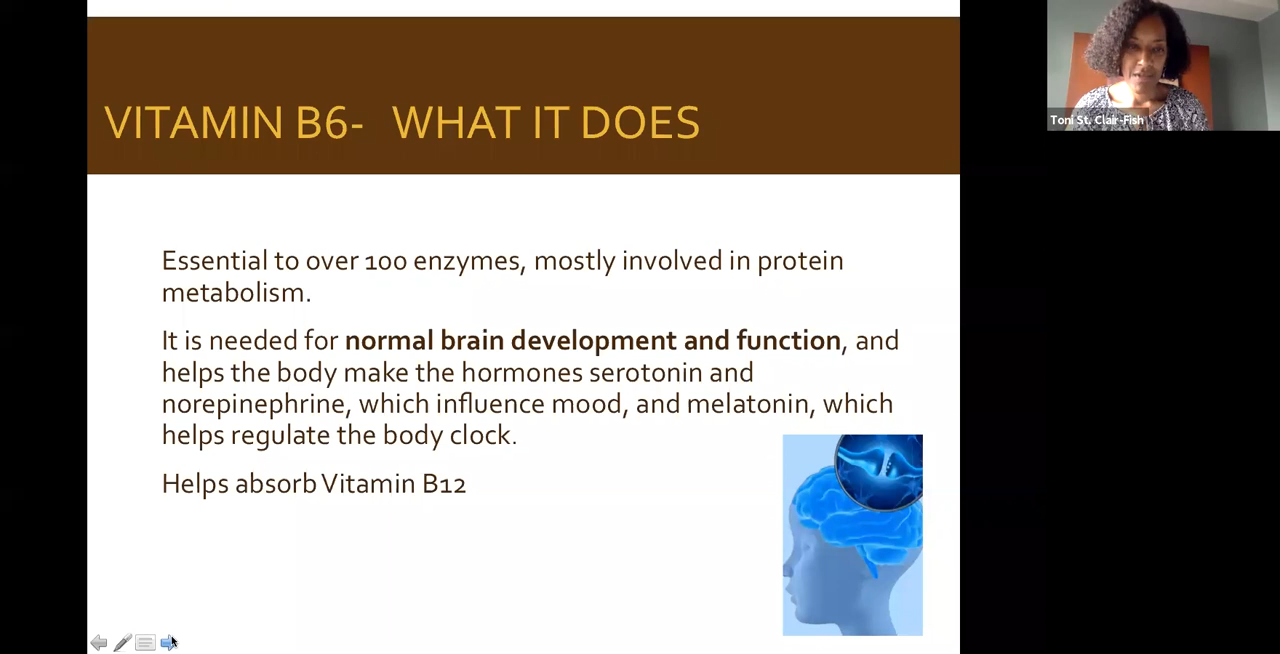 VITAMIN B6- WHAT IT DOES
Essential to over 100 enzymes, mostly involved in protein
metabolism.
It is needed for normal brain development and function, and
helps the body make the hormones serotonin and
norepinephrine, which influence mood, and melatonin, which
helps regulate the body clock.
Helps absorb Vitamin B12
Toni St. Clair-Fish